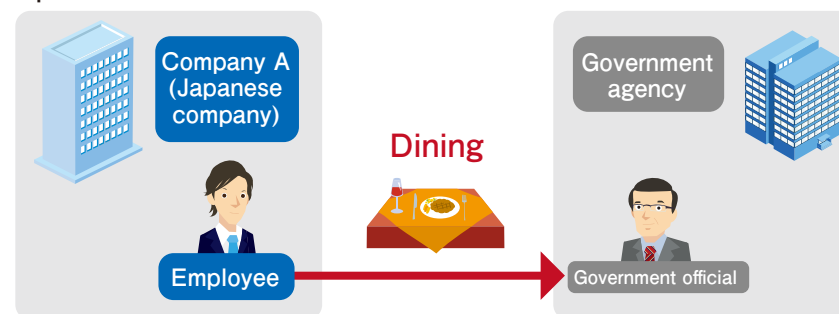 Company A
(Japanese
company)
Government
agency
Dining
Employee
Government official